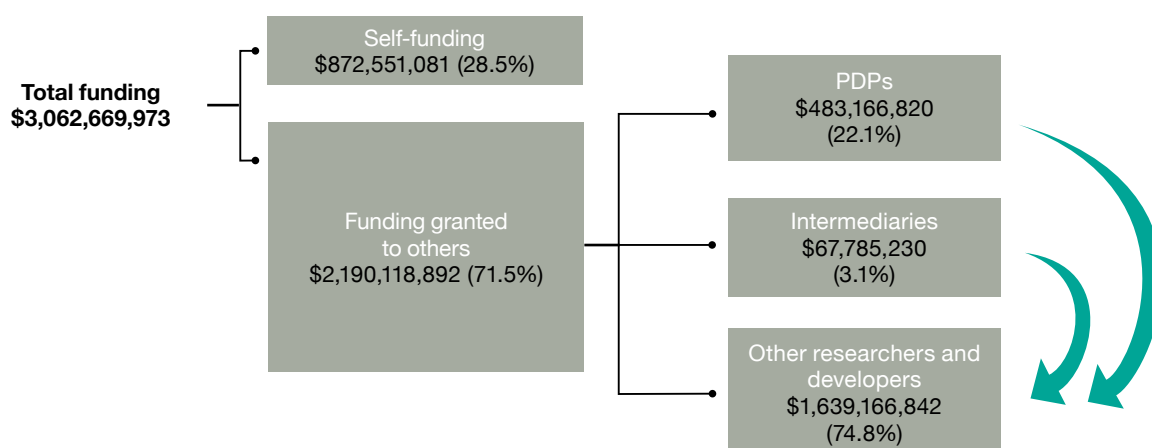 Total funding
$3,062,669,973
Self-funding
$872,551,081 (28.5%)
Funding granted
to others
$2,190,118,892 (71.5%)
PDPs
$483,166,820
(22.1%)
Intermediaries
$67,785,230
(3.1%)
Other researchers and
developers
$1,639,166,842
(74.8%)